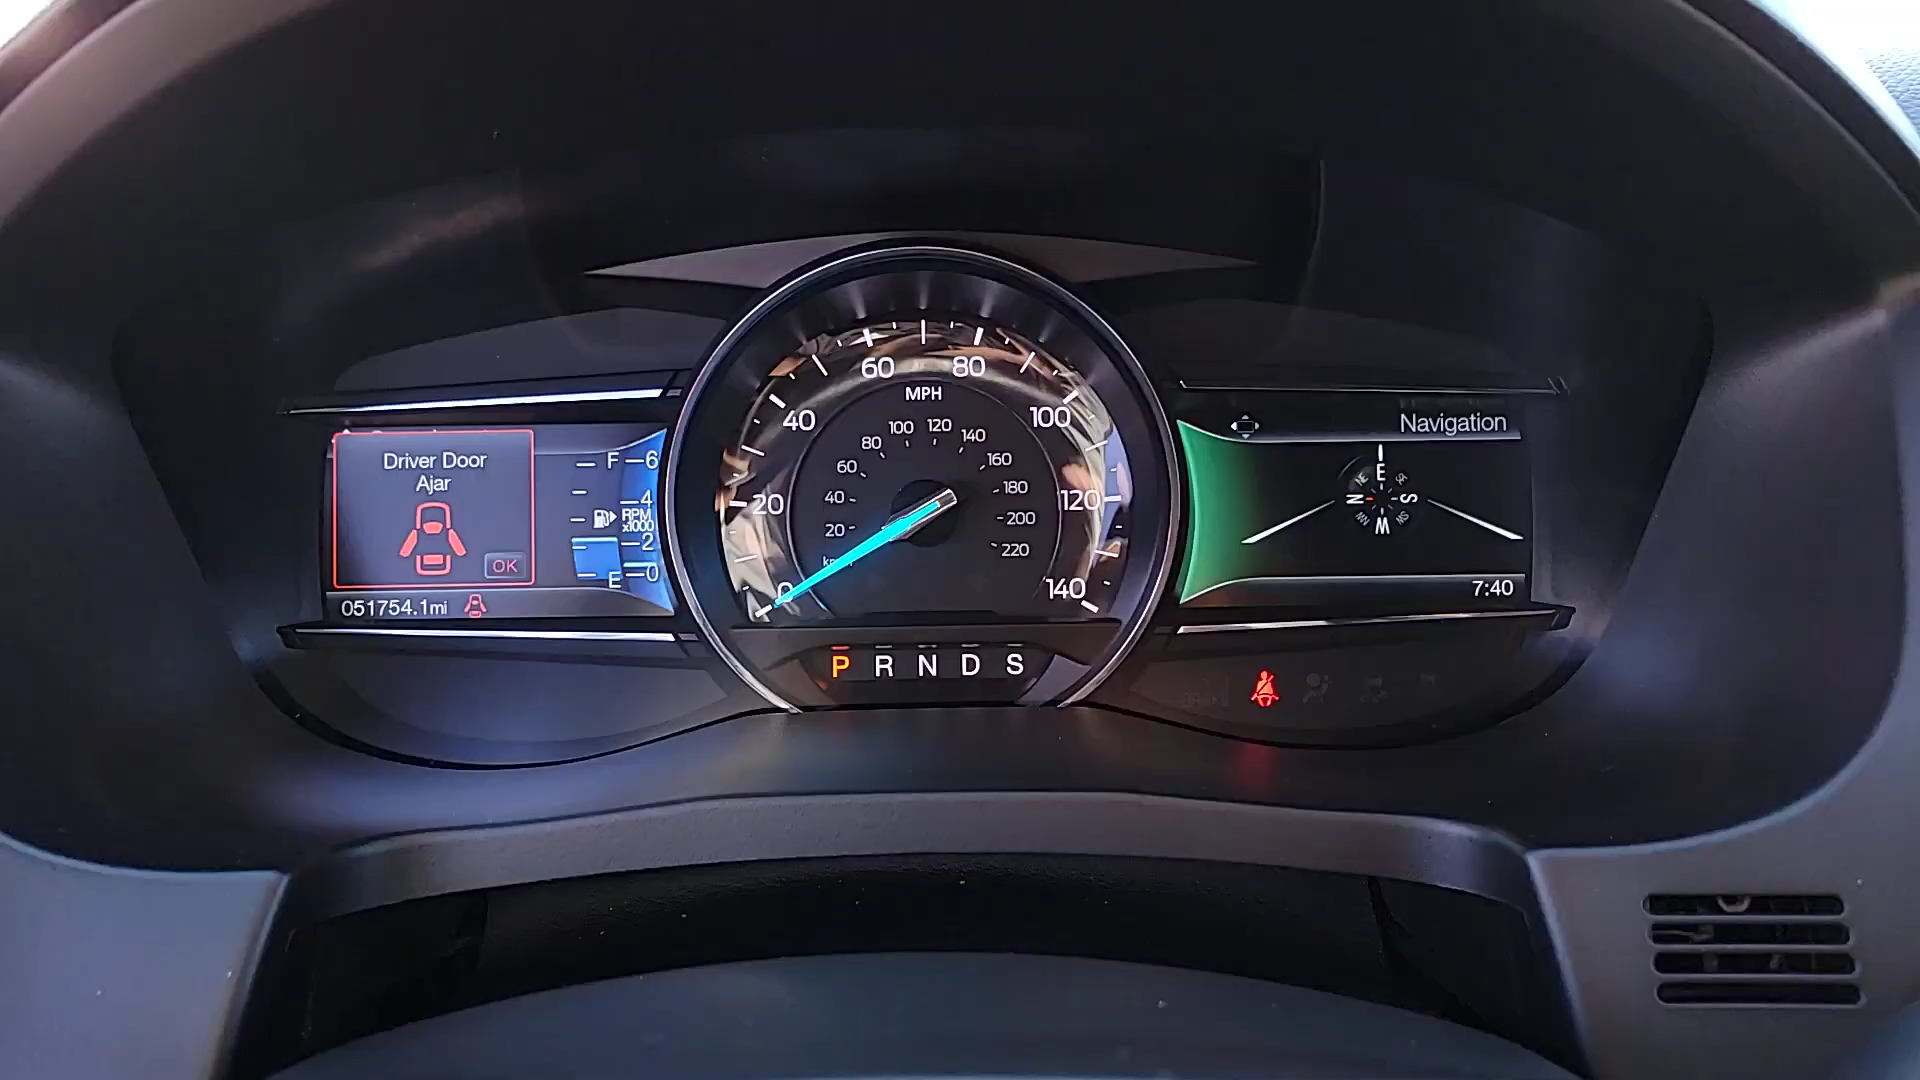 Driver Door
Ajar
OK
051754.1mi
F 6
4
RPM
x1000
2
E 0
0 20 40 60 80 100 120 140
MPH
20 40 60 80 100 120 140 160 180 200 220
P R N D S
Navigation
E
N S
W
7:40